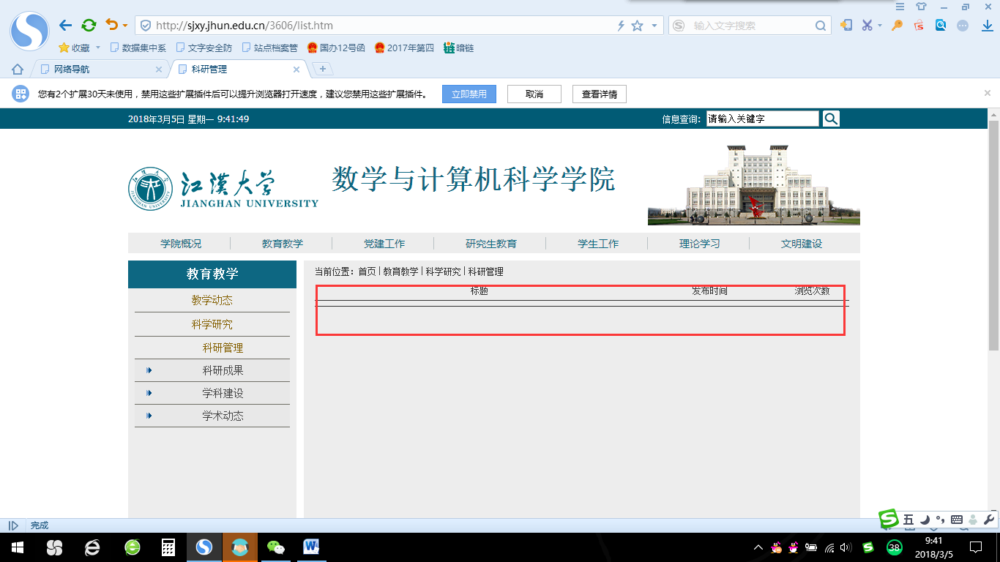 http://sjxy.jhun.edu.cn/3606/list.htm
输入文字搜索
收藏 数据集中系 文字安全防 站点档案管 国办12号函 2017年第四 暗链
网络导航 科研管理
您有2个扩展30天未使用，禁用这些扩展插件后可以提升浏览器打开速度，建议您禁用这些扩展插件。 立即禁用 取消 查看详情
2018年3月5日 星期一 9:41:49 信息查询: 请输入关键字
江汉大学
JIANGHAN UNIVERSITY
数学与计算机科学学院
学院概况 教育教学 党建工作 研究生教育 学生工作 理论学习 文明建设
教育教学
教学动态
科学研究
科研管理
科研成果
学科建设
学术动态
当前位置：首页 | 教育教学 | 科学研究 | 科研管理
标题 发布时间 浏览次数
完成
五
38
9:41
2018/3/5